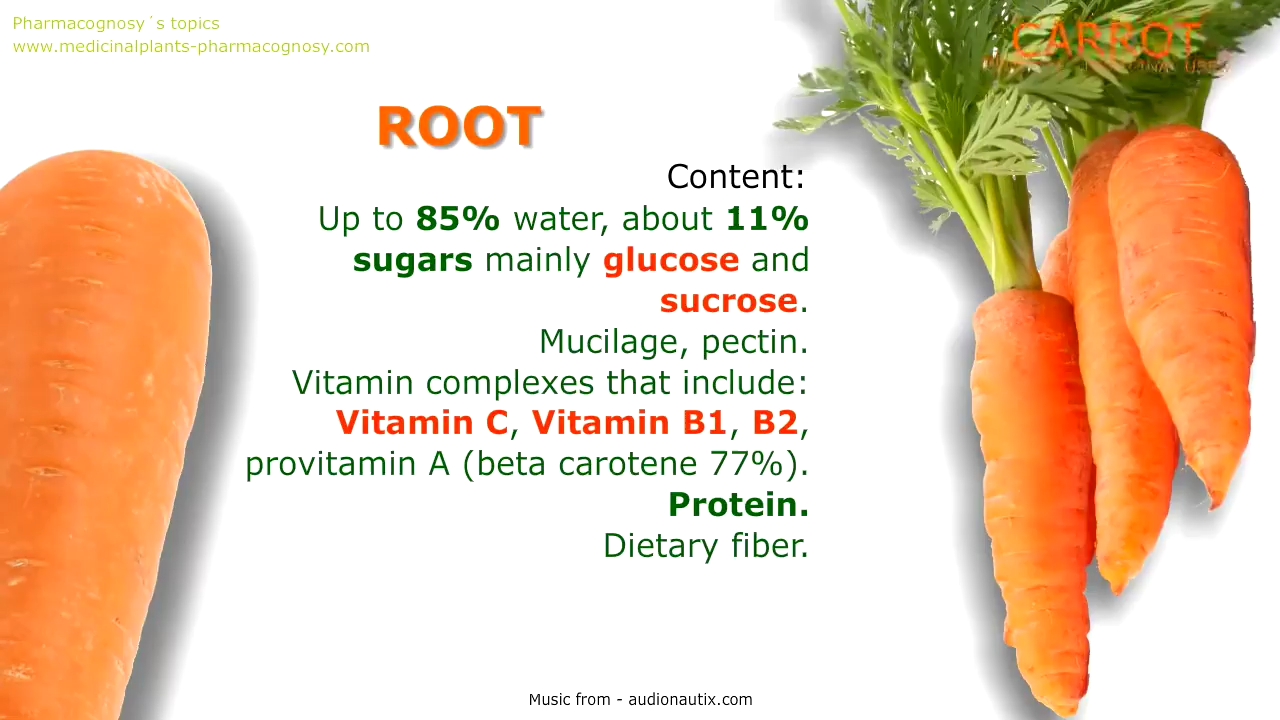 Pharmacognosy´s topics
www.medicinalplants-pharmacognosy.com
CARROT
ROOT
Content:
Up to 85% water, about 11%
sugars mainly glucose and
sucrose.
Mucilage, pectin.
Vitamin complexes that include:
Vitamin C, Vitamin B1, B2,
provitamin A (beta carotene 77%).
Protein.
Dietary fiber.
Music from - audionautix.com